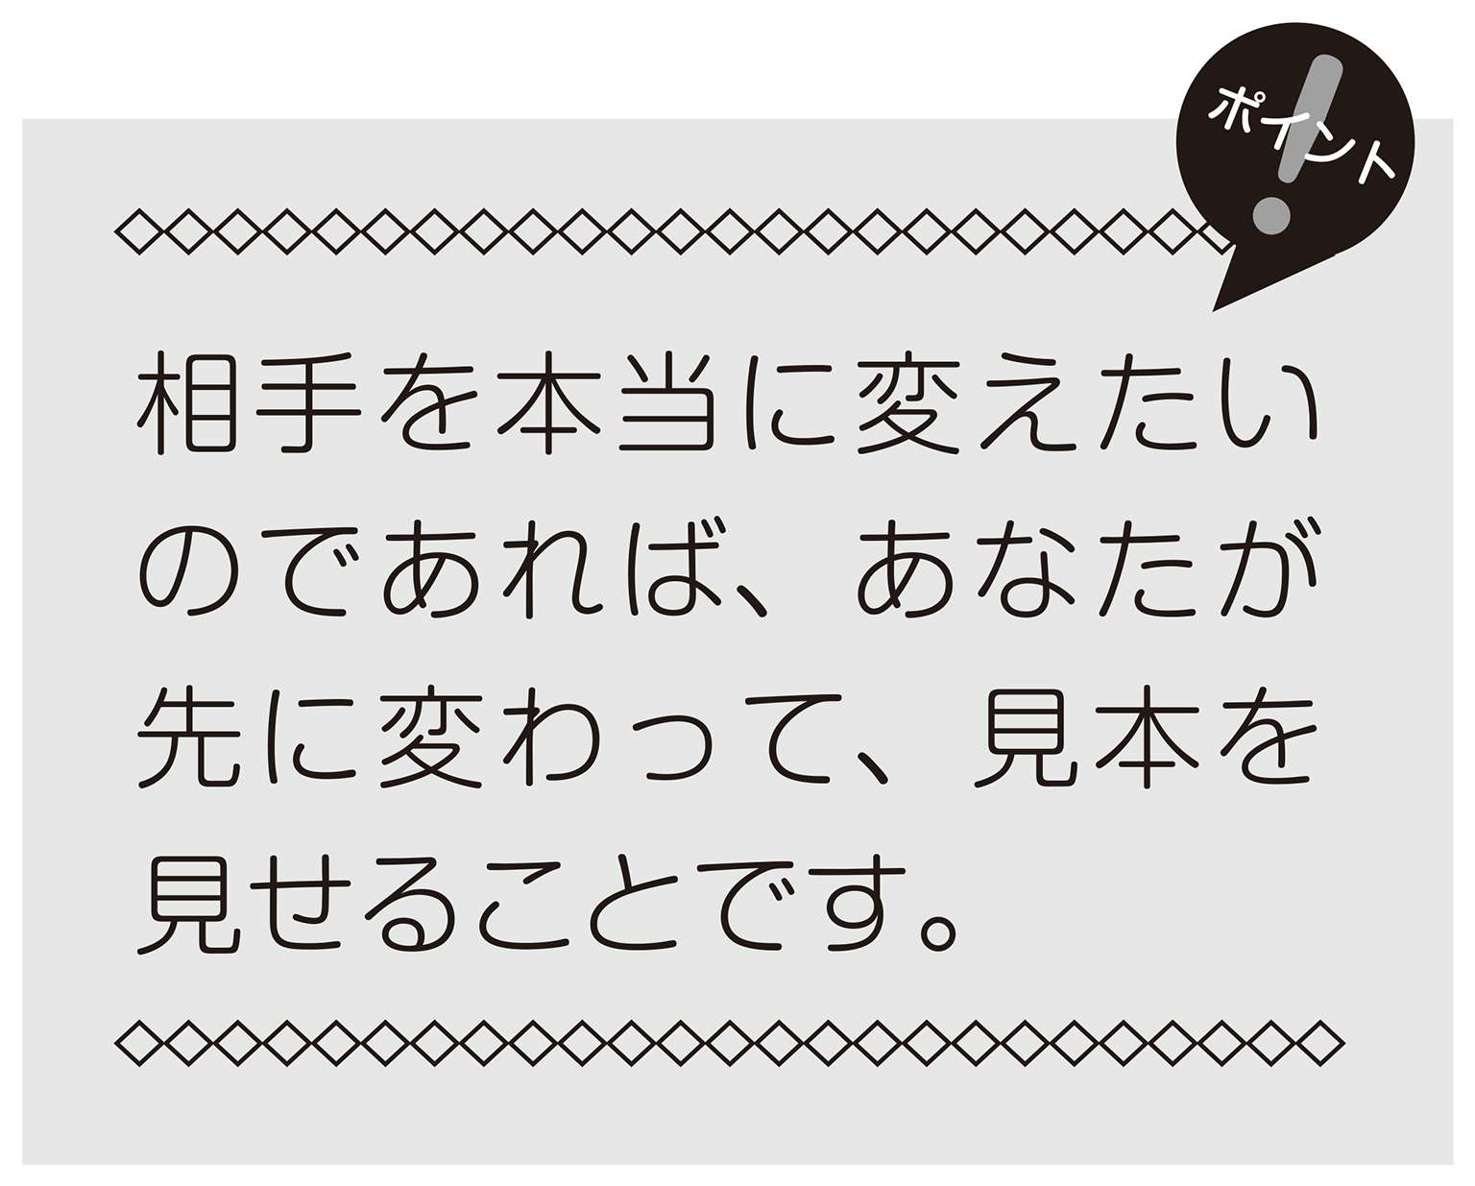 ポイント
相手を本当に変えたい
のであれば、あなたが
先に変わって、見本を
見せることです。